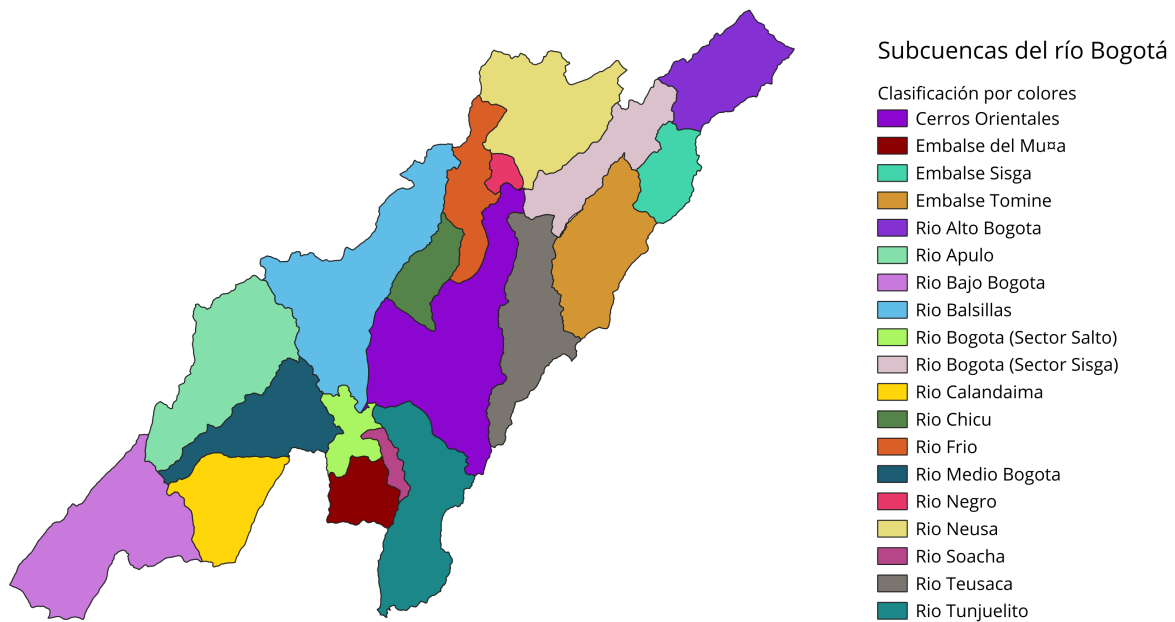 Subcuencas del río Bogotá
Clasificación por colores
Cerros Orientales
Embalse del Mu¤a
Embalse Sisga
Embalse Tomine
Rio Alto Bogota
Rio Apulo
Rio Bajo Bogota
Rio Balsillas
Rio Bogota (Sector Salto)
Rio Bogota (Sector Sisga)
Rio Calandaima
Rio Chicu
Rio Frio
Rio Medio Bogota
Rio Negro
Rio Neusa
Rio Soacha
Rio Teusaca
Rio Tunjuelito